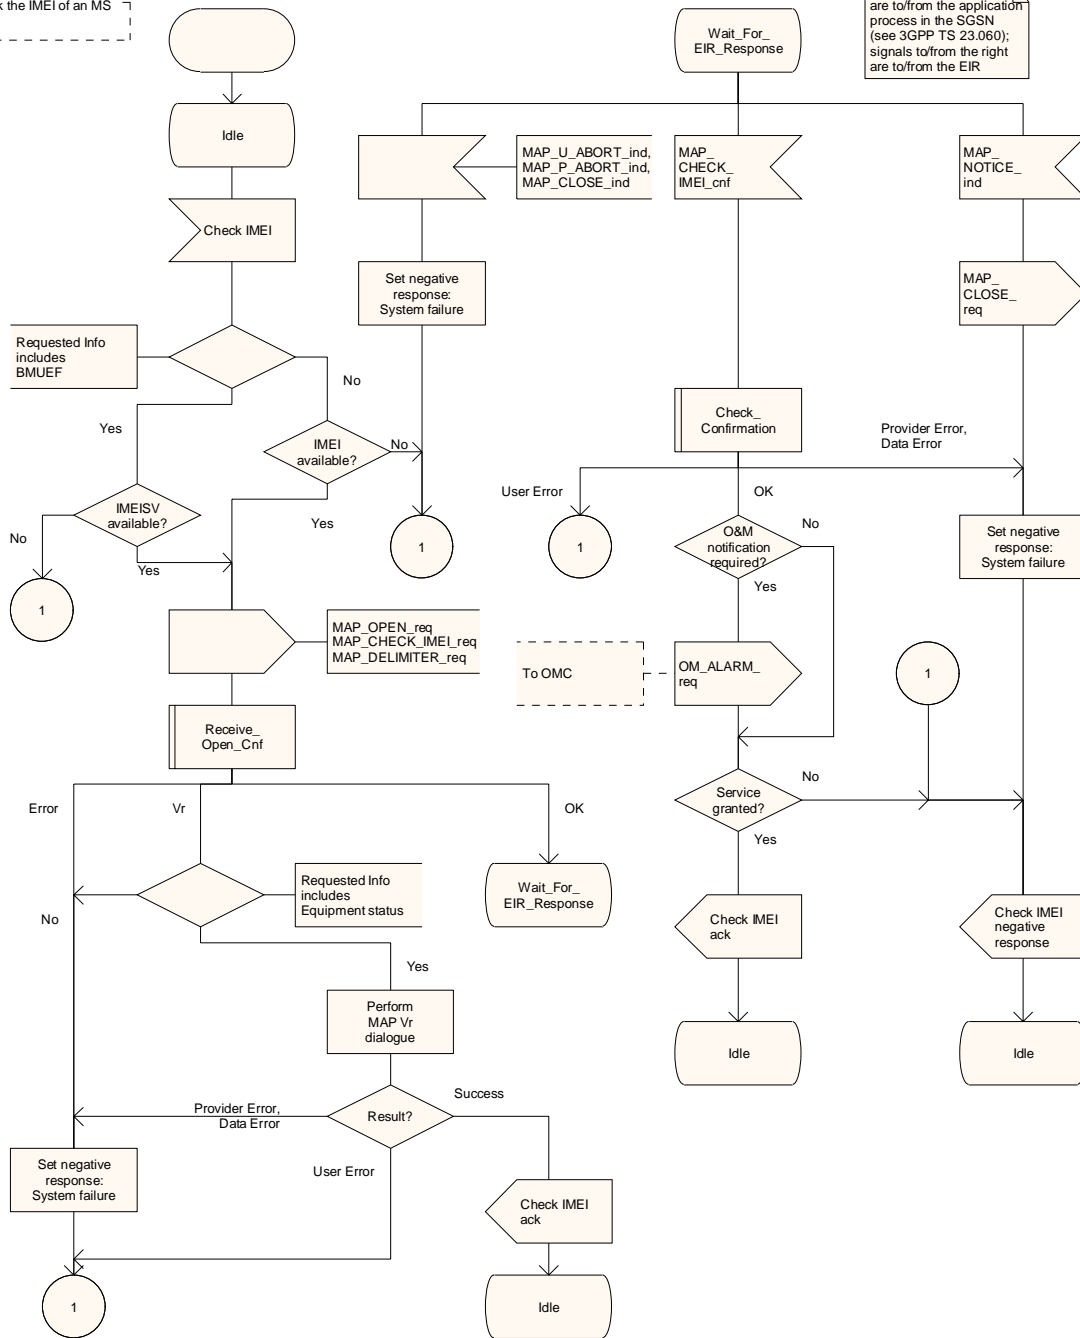 k the IMEI of an MS
are to/from the application
process in the SGSN
(see 3GPP TS 23.060);
signals to/from the right
are to/from the EIR
Wait_For_
EIR_Response
Idle
MAP_U_ABORT_ind,
MAP_P_ABORT_ind,
MAP_CLOSE_ind
MAP_
CHECK_
IMEI_cnf
MAP_
NOTICE_
ind
Check IMEI
Set negative
response:
System failure
MAP_
CLOSE_
req
Requested Info
includes
BMUEF
No
Yes
Check_
Confirmation
IMEI
available?
No
Provider Error,
Data Error
User Error
OK
IMEISV
available?
Yes
No
Yes
1
1
1
O&M
notification
required?
No
Yes
Set negative
response:
System failure
MAP_OPEN_req
MAP_CHECK_IMEI_req
MAP_DELIMITER_req
To OMC
OM_ALARM_
req
1
Receive_
Open_Cnf
Error
Vr
OK
Service
granted?
No
Yes
Requested Info
includes
Equipment status
Wait_For_
EIR_Response
No
Yes
Check IMEI
ack
Check IMEI
negative
response
Perform
MAP Vr
dialogue
Idle
Idle
Result?
Success
Provider Error,
Data Error
User Error
Set negative
response:
System failure
Check IMEI
ack
1
Idle